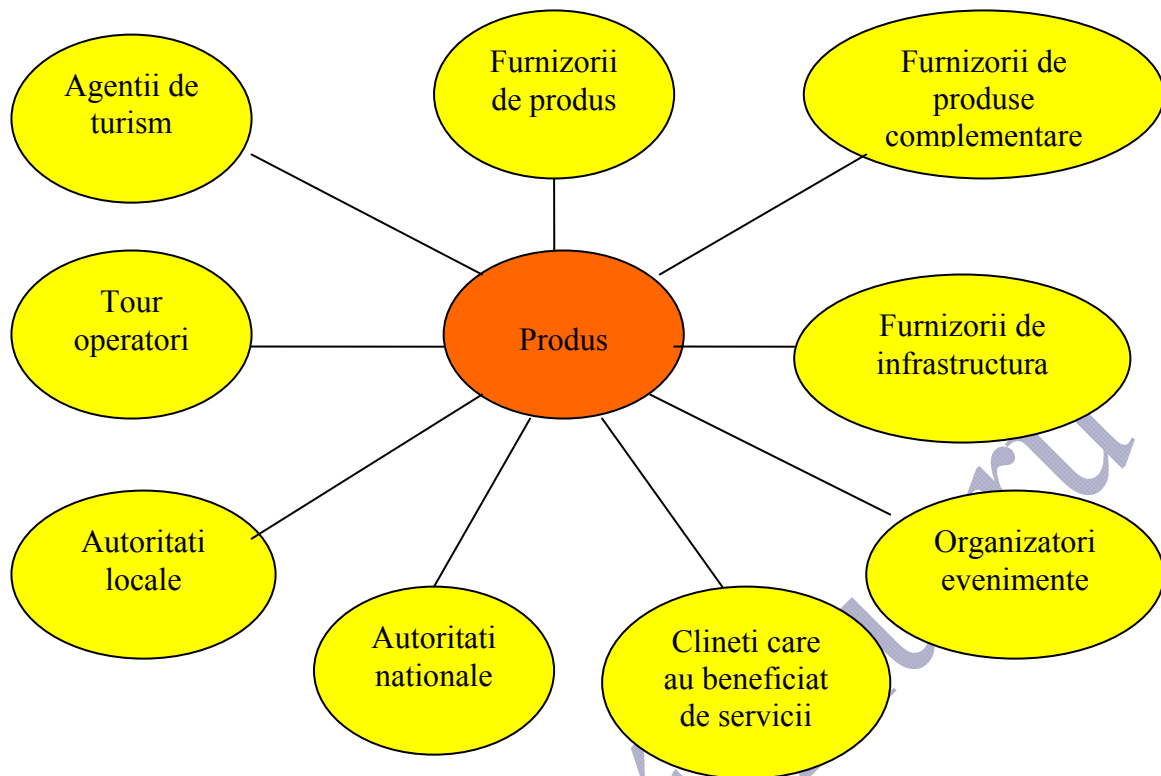 Agentii de
turism
Furnizorii
de produs
Furnizorii de
produse
complementare
Tour
operatori
Produs
Furnizorii de
infrastructura
Autoritati
locale
Autoritati
nationale
Clineti care
au beneficiat
de servicii
Organizatori
evenimente